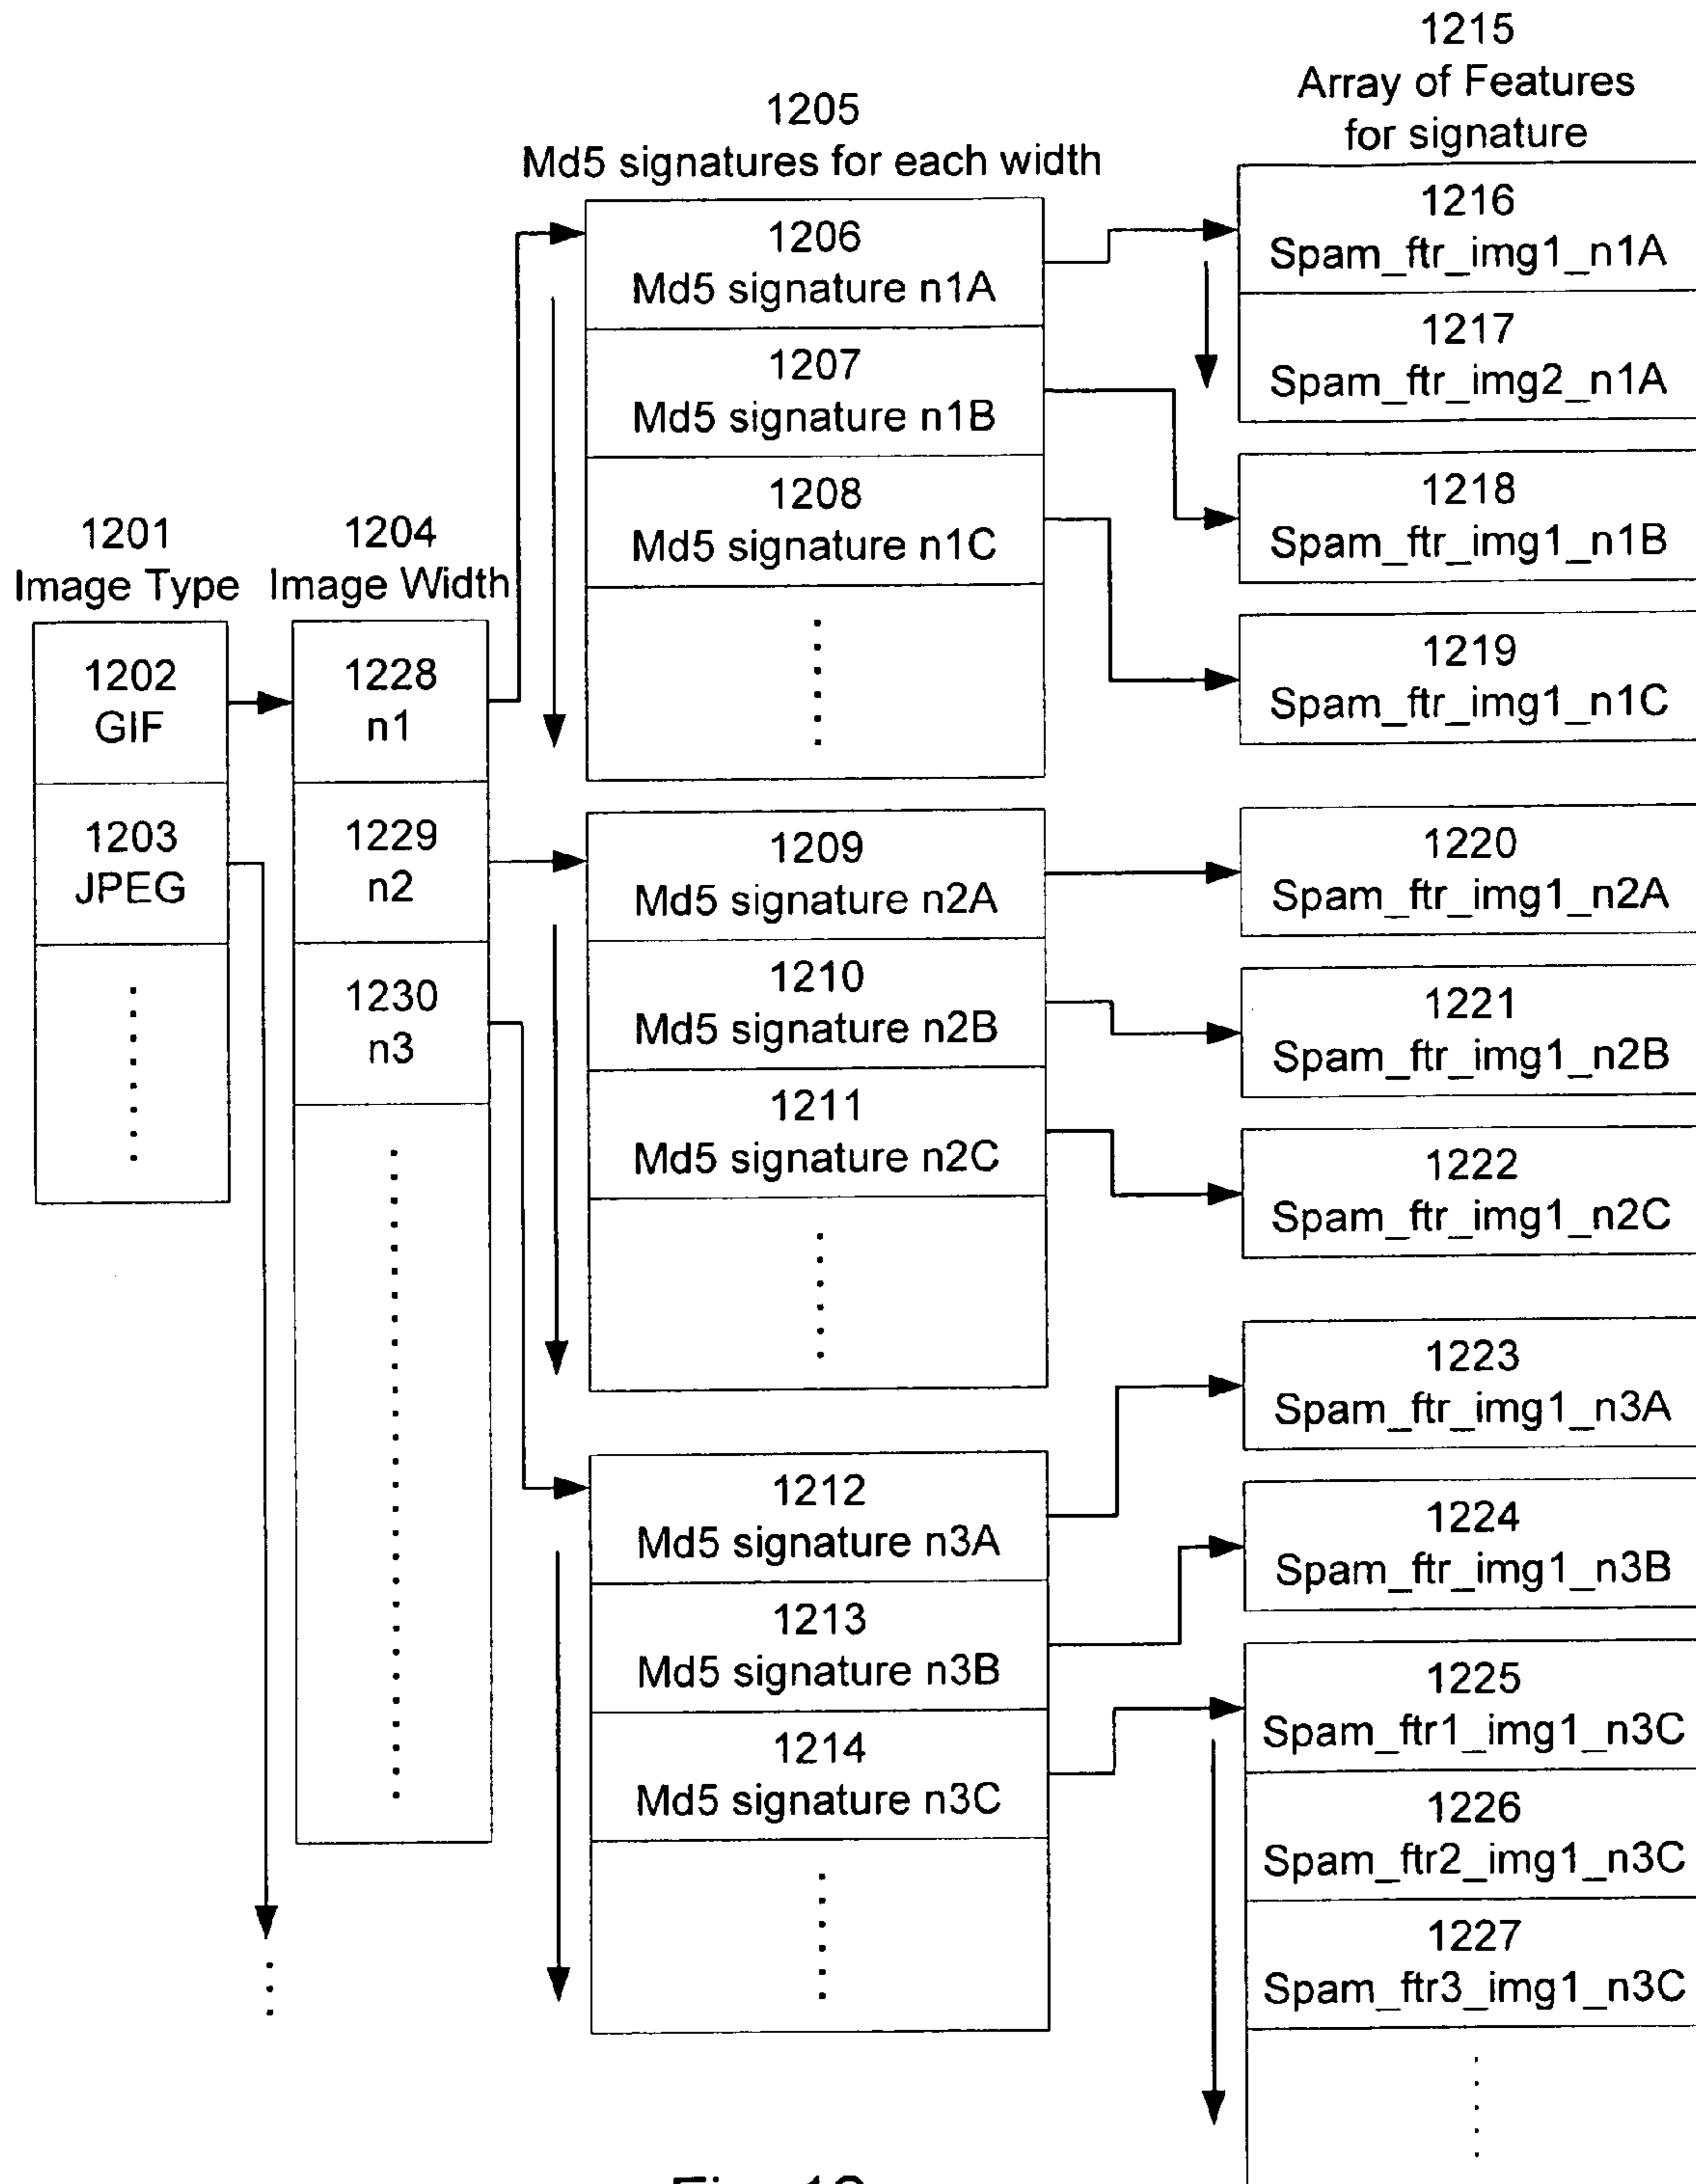 1201
Image Type
1202
GIF
1203
JPEG
1204
Image Width
1228
n1
1229
n2
1230
n3
1205
Md5 signatures for each width
1206
Md5 signature n1A
1207
Md5 signature n1B
1208
Md5 signature n1C
1209
Md5 signature n2A
1210
Md5 signature n2B
1211
Md5 signature n2C
1212
Md5 signature n3A
1213
Md5 signature n3B
1214
Md5 signature n3C
1215
Array of Features
for signature
1216
Spam_ftr_img1_n1A
1217
Spam_ftr_img2_n1A
1218
Spam_ftr_img1_n1B
1219
Spam_ftr_img1_n1C
1220
Spam_ftr_img1_n2A
1221
Spam_ftr_img1_n2B
1222
Spam_ftr_img1_n2C
1223
Spam_ftr_img1_n3A
1224
Spam_ftr_img1_n3B
1225
Spam_ftr1_img1_n3C
1226
Spam_ftr2_img1_n3C
1227
Spam_ftr3_img1_n3C